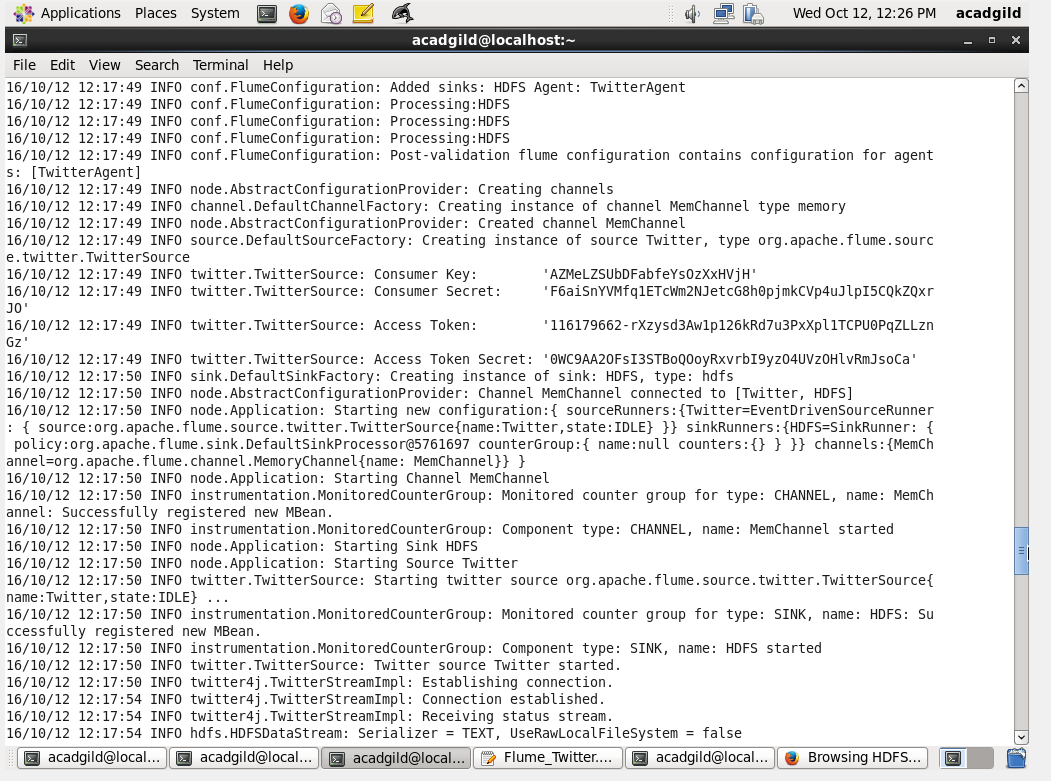 Applications Places System Wed Oct 12, 12:26 PM acadgild
acadgild@localhost:~
File Edit View Search Terminal Help
16/10/12 12:17:49 INFO conf.FlumeConfiguration: Added sinks: HDFS Agent: TwitterAgent
16/10/12 12:17:49 INFO conf.FlumeConfiguration: Processing:HDFS
16/10/12 12:17:49 INFO conf.FlumeConfiguration: Processing:HDFS
16/10/12 12:17:49 INFO conf.FlumeConfiguration: Processing:HDFS
16/10/12 12:17:49 INFO conf.FlumeConfiguration: Post-validation flume configuration contains configuration for agent
s: [TwitterAgent]
16/10/12 12:17:49 INFO node.AbstractConfigurationProvider: Creating channels
16/10/12 12:17:49 INFO channel.DefaultChannelFactory: Creating instance of channel MemChannel type memory
16/10/12 12:17:49 INFO node.AbstractConfigurationProvider: Created channel MemChannel
16/10/12 12:17:49 INFO source.DefaultSourceFactory: Creating instance of source Twitter, type org.apache.flume.sourc
e.twitter.TwitterSource
16/10/12 12:17:49 INFO twitter.TwitterSource: Consumer Key: 'AZMeLZSUbDFabfeYsOzXxHVjH'
16/10/12 12:17:49 INFO twitter.TwitterSource: Consumer Secret: 'F6aiSnYVMfq1ETcWm2NJetcG8h0pjmkCVp4uJlpI5CQkZQxr
JO'
16/10/12 12:17:49 INFO twitter.TwitterSource: Access Token: '116179662-rXzysd3Aw1p126kRd7u3PxXpl1TCPU0PqZLLzn
Gz'
16/10/12 12:17:49 INFO twitter.TwitterSource: Access Token Secret: '0WC9AA2OFsI3STBoQOoyRxvrbI9yzO4UVzOHlvRmJsoCa'
16/10/12 12:17:50 INFO sink.DefaultSinkFactory: Creating instance of sink: HDFS, type: hdfs
16/10/12 12:17:50 INFO node.AbstractConfigurationProvider: Channel MemChannel connected to [Twitter, HDFS]
16/10/12 12:17:50 INFO node.Application: Starting new configuration:{ sourceRunners:{Twitter=EventDrivenSourceRunner
: { source:org.apache.flume.source.twitter.TwitterSource{name:Twitter,state:IDLE} }} sinkRunners:{HDFS=SinkRunner: {
policy:org.apache.flume.sink.DefaultSinkProcessor@5761697 counterGroup:{ name:null counters:{} } }} channels:{MemCh
annel=org.apache.flume.channel.MemoryChannel{name: MemChannel}} }
16/10/12 12:17:50 INFO node.Application: Starting Channel MemChannel
16/10/12 12:17:50 INFO instrumentation.MonitoredCounterGroup: Monitored counter group for type: CHANNEL, name: MemCh
annel: Successfully registered new MBean.
16/10/12 12:17:50 INFO instrumentation.MonitoredCounterGroup: Component type: CHANNEL, name: MemChannel started
16/10/12 12:17:50 INFO node.Application: Starting Sink HDFS
16/10/12 12:17:50 INFO node.Application: Starting Source Twitter
16/10/12 12:17:50 INFO twitter.TwitterSource: Starting twitter source org.apache.flume.source.twitter.TwitterSource{
name:Twitter,state:IDLE} ...
16/10/12 12:17:50 INFO instrumentation.MonitoredCounterGroup: Monitored counter group for type: SINK, name: HDFS: Su
ccessfully registered new MBean.
16/10/12 12:17:50 INFO instrumentation.MonitoredCounterGroup: Component type: SINK, name: HDFS started
16/10/12 12:17:50 INFO twitter.TwitterSource: Twitter source Twitter started.
16/10/12 12:17:50 INFO twitter4j.TwitterStreamImpl: Establishing connection.
16/10/12 12:17:54 INFO twitter4j.TwitterStreamImpl: Connection established.
16/10/12 12:17:54 INFO twitter4j.TwitterStreamImpl: Receiving status stream.
16/10/12 12:17:54 INFO hdfs.HDFSDataStream: Serializer = TEXT, UseRawLocalFileSystem = false
acadgild@local... acadgild@local... acadgild@local... Flume_Twitter.... acadgild@local... Browsing HDFS...